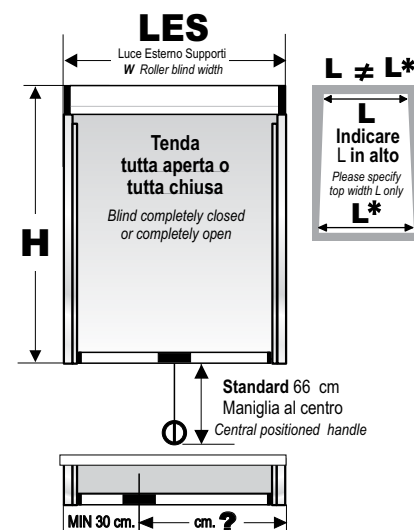 LES
Luce Esterno Supporti
W Roller blind width
L ≠ L*
L
Indicare
L in alto
Please specify
top width L only
L*
Tenda
tutta aperta o
tutta chiusa
Blind completely closed
or completely open
H
Standard 66 cm
Maniglia al centro
Central positioned handle
MIN 30 cm.
cm. ?